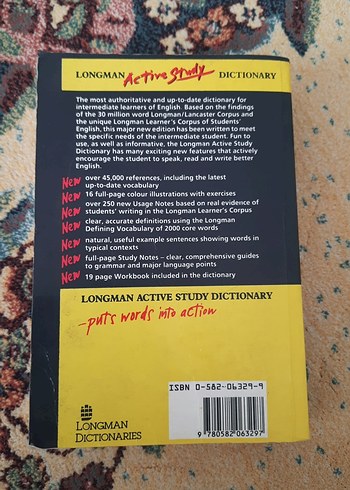 LONGMAN Active Study DICTIONARY
The most authoritative and up-to-date dictionary for
intermediate learners of English. Based on the findings
of the 30 million word Longman/Lancaster Corpus and
the unique Longman Learner's Corpus of Students'
English, this major new edition has been written to meet
the specific needs of the intermediate student. Fun to
use, as well as informative, the Longman Active Study
Dictionary has many exciting new features that actively
encourage the student to speak, read and write better
English.
New over 45,000 references, including the latest
up-to-date vocabulary
New 16 full-page colour illustrations with exercises
New over 250 new Usage Notes based on real evidence of
students' writing in the Longman Learner's Corpus
New clear, accurate definitions using the Longman
Defining Vocabulary of 2000 core words
New natural, useful example sentences showing words in
typical contexts
New full-page Study Notes – clear, comprehensive guides
to grammar and major language points
New 19 page Workbook included in the dictionary
LONGMAN ACTIVE STUDY DICTIONARY
–puts words into action
ISBN 0-582-06329-9
9 780582 063297
LONGMAN
DICTIONARIES